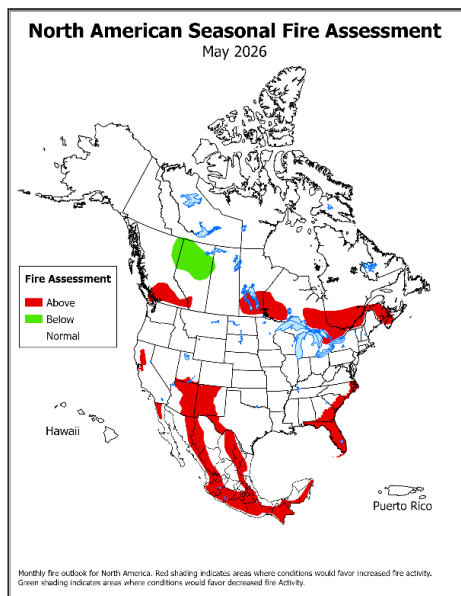 North American Seasonal Fire Assessment
May 2026
Fire Assessment
Above
Below
Normal
Hawaii
Puerto Rico
Monthly fire outlook for North America. Red shading indicates areas where conditions would favor increased fire activity.
Green shading indicates areas where conditions would favor decreased fire Activity.